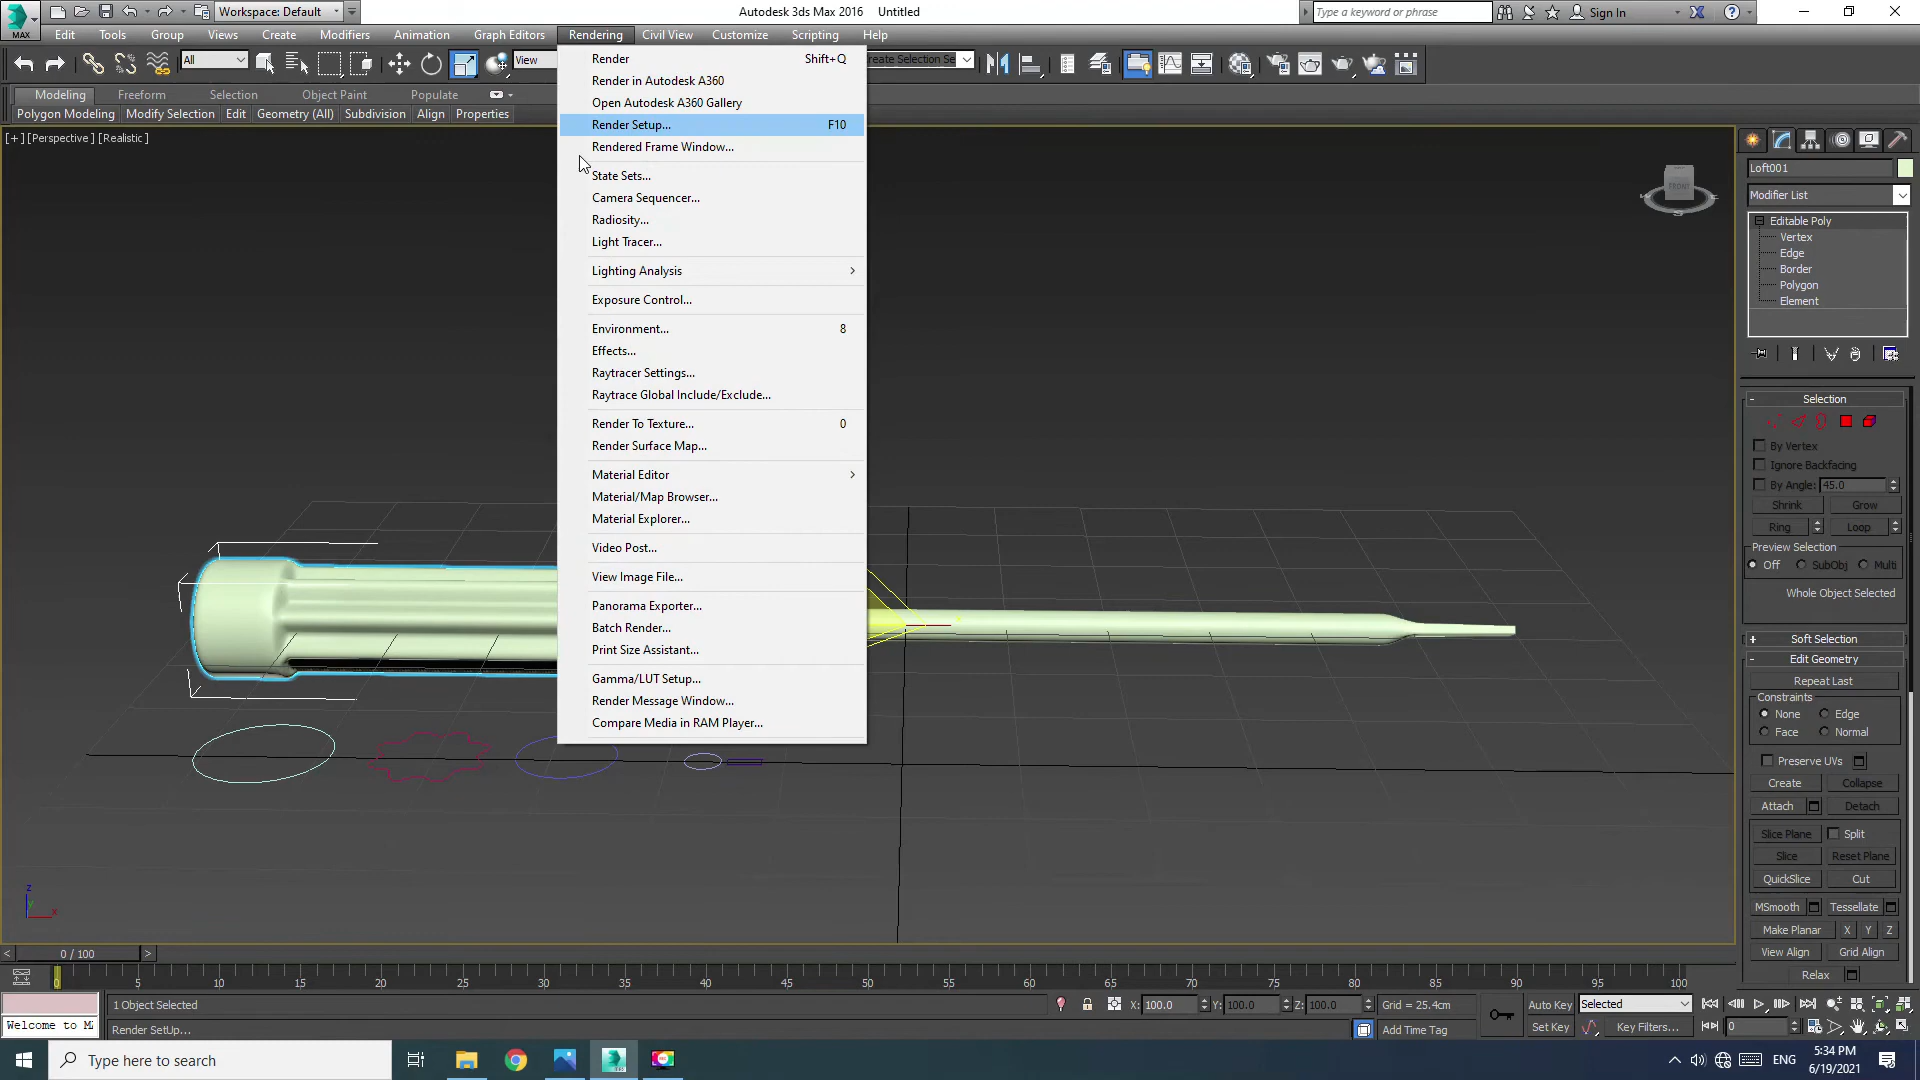 Workspace: Default
Autodesk 3ds Max 2016 Untitled
Type a keyword or phrase
Sign In
MAX
Edit Tools Group Views Create Modifiers Animation Graph Editors Rendering Civil View Customize Scripting Help
All
View
Create Selection Se
Modeling Freeform Selection Object Paint Populate
Polygon Modeling Modify Selection Edit Geometry (All) Subdivision Align Properties
[+] [Perspective] [Realistic]
Render Shift+Q
Render in Autodesk A360
Open Autodesk A360 Gallery
Render Setup... F10
Rendered Frame Window...
State Sets...
Camera Sequencer...
Radiosity...
Light Tracer...
Lighting Analysis
Exposure Control...
Environment... 8
Effects...
Raytracer Settings...
Raytrace Global Include/Exclude...
Render To Texture... 0
Render Surface Map...
Material Editor
Material/Map Browser...
Material Explorer...
Video Post...
View Image File...
Panorama Exporter...
Batch Render...
Print Size Assistant...
Gamma/LUT Setup...
Render Message Window...
Compare Media in RAM Player...
FRONT
S
z
y
x
Loft001
Modifier List
Editable Poly
Vertex
Edge
Border
Polygon
Element
Selection
By Vertex
Ignore Backfacing
By Angle: 45.0
Shrink Grow
Ring Loop
Preview Selection
Off SubObj Multi
Whole Object Selected
+ Soft Selection
- Edit Geometry
Repeat Last
Constraints
None Edge
Face Normal
Preserve UVs
Create Collapse
Attach Detach
Slice Plane Split
Slice Reset Plane
QuickSlice Cut
MSmooth Tessellate
Make Planar X Y Z
View Align Grid Align
Relax
< 0 / 100 >
0 5 10 15 20 25 30 35 40 45 50 55 60 65 70 75 80 85 90 95 100
1 Object Selected
X: 100.0 Y: 100.0 Z: 100.0 Grid = 25.4cm
Auto Key Selected
Welcome to M
Render SetUp...
Add Time Tag
Set Key Key Filters... 0
Type here to search
ENG
5:34 PM
6/19/2021